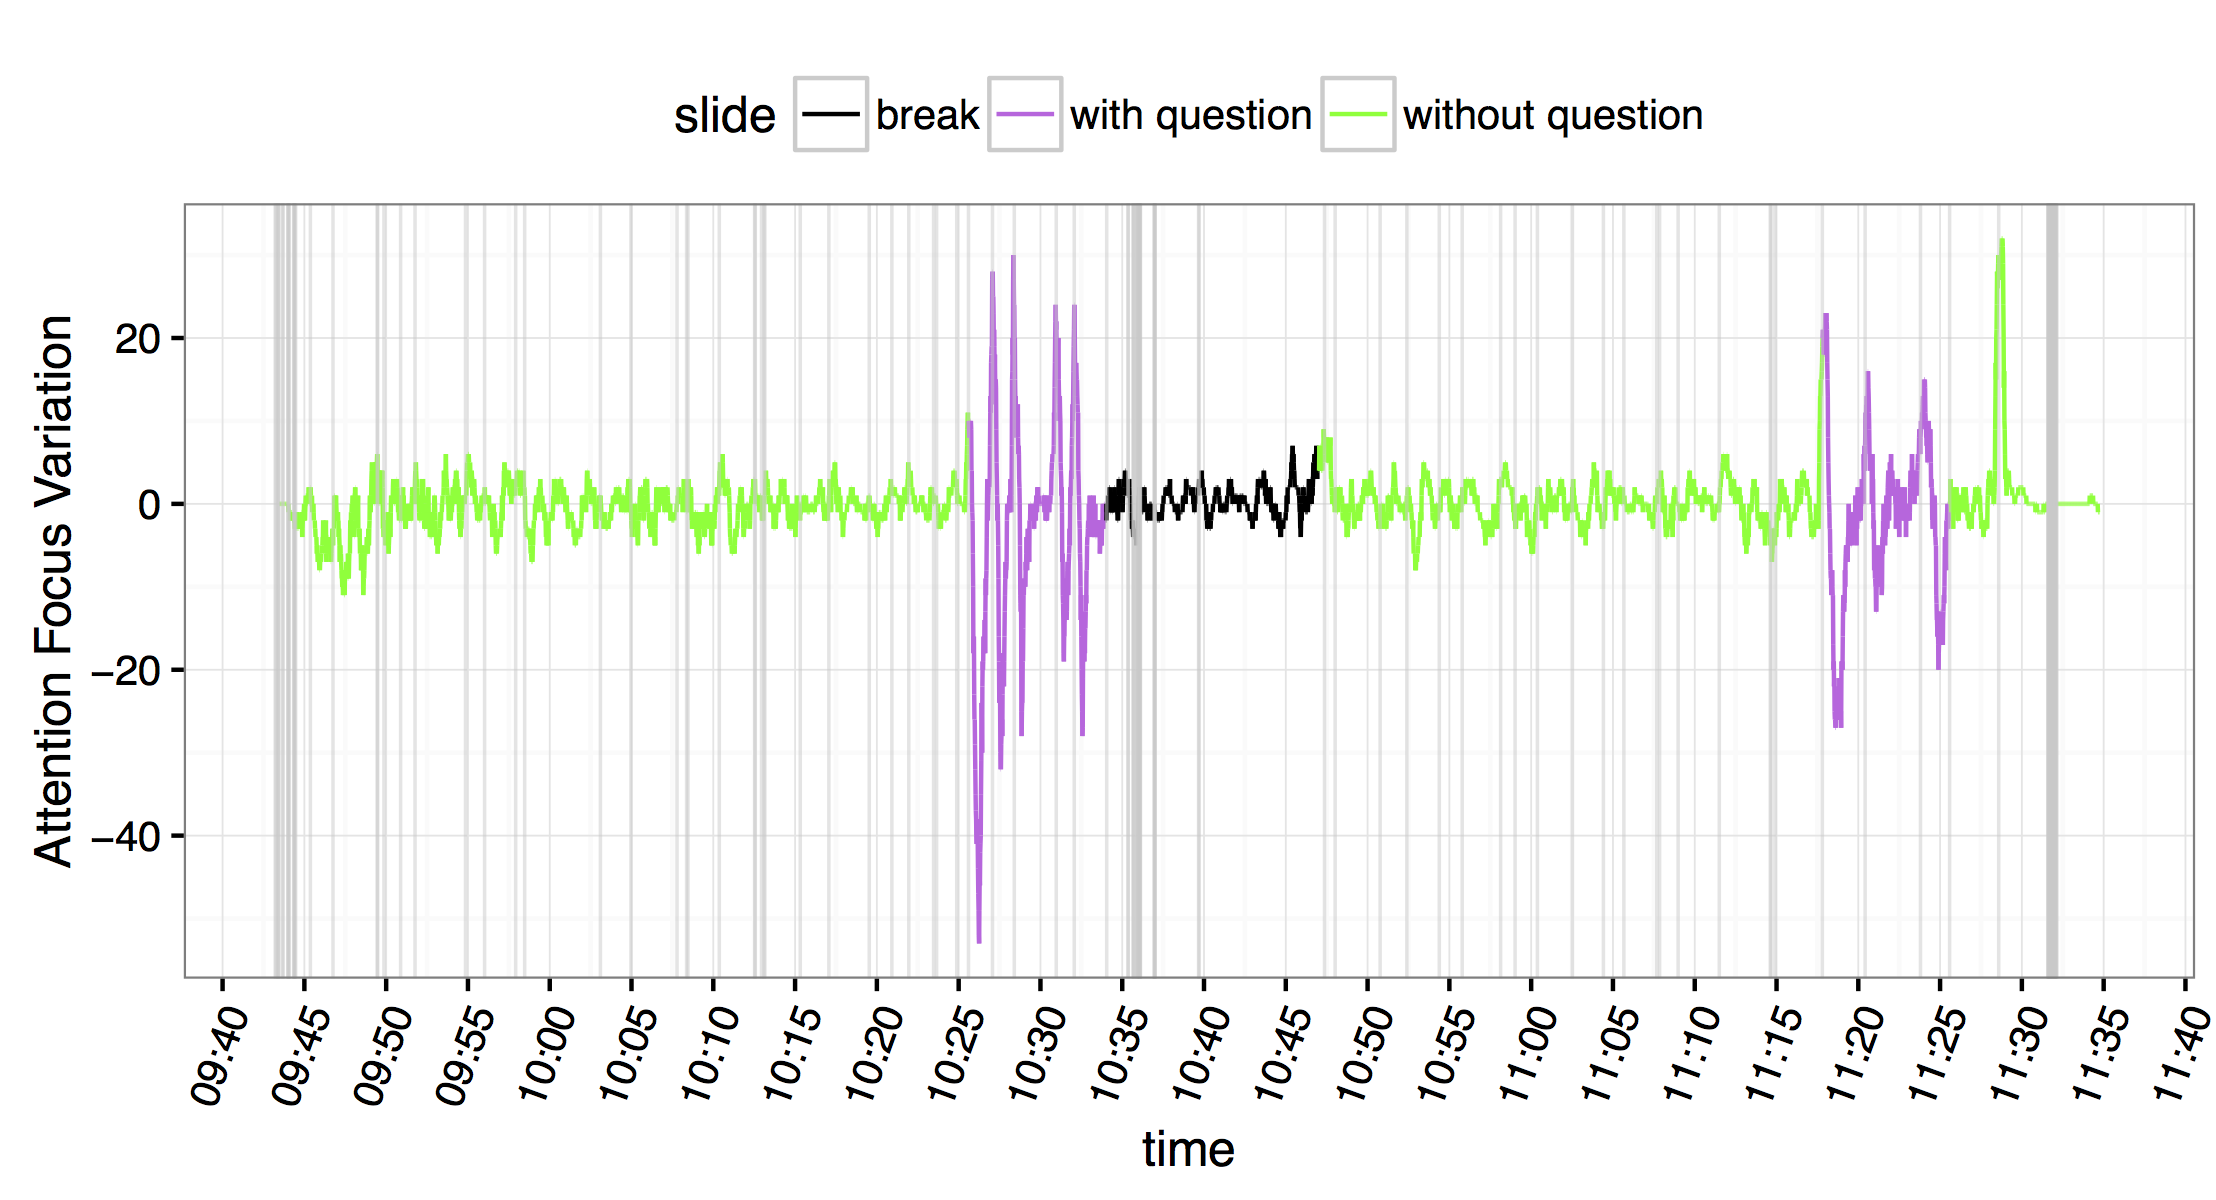 slide break with question without question
Attention Focus Variation
20
0
−20
−40
09:40 09:45 09:50 09:55 10:00 10:05 10:10 10:15 10:20 10:25 10:30 10:35 10:40 10:45 10:50 10:55 11:00 11:05 11:10 11:15 11:20 11:25 11:30 11:35 11:40
time